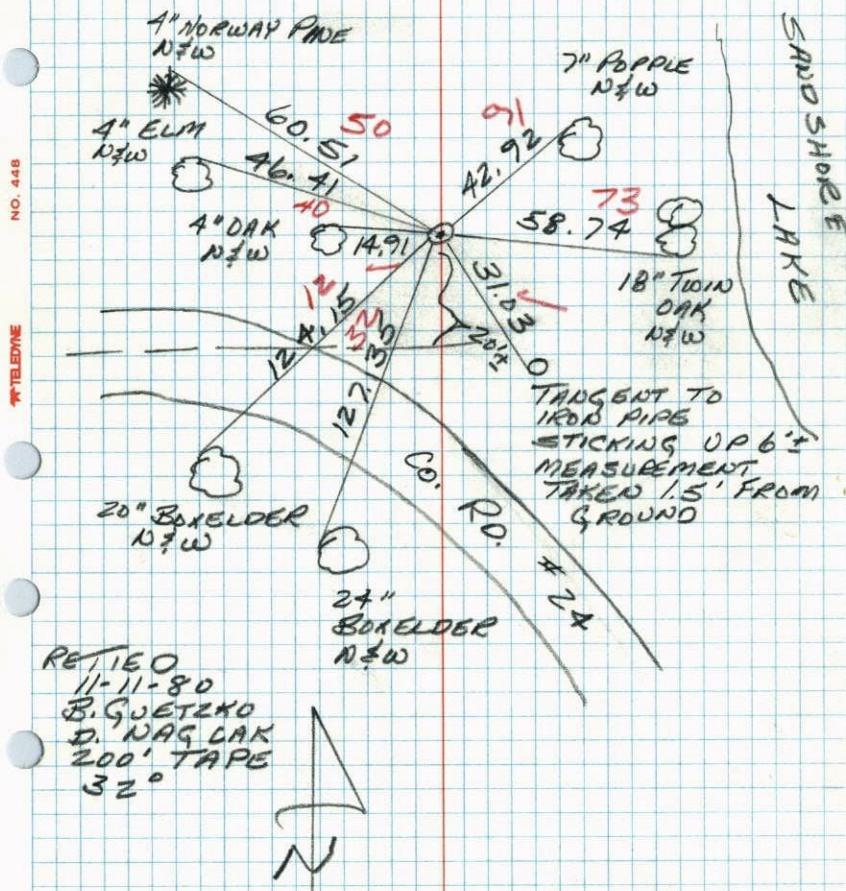 4" NORWAY PINE
N&W
7" POPPLE
N&W
SANDSHORE
LAKE
4" ELM
N&W
60.51
50
91
42.92
46.41
40
4" OAK
N&W
14.91
58.74
73
18" TWIN
OAK
N&W
31.03
20'±
12
124.15
32
127.33
TANGENT TO
IRON PIPE
STICKING UP 6'±
MEASUREMENT
TAKEN 1.5' FROM
GROUND
CO. RD. #24
20" BOXELDER
N&W
24"
BOXELDER
N&W
RETIED
11-11-80
B. GUETZKO
D. NAGLAK
200' TAPE
32°
N
NO. 448
TELEDYNE